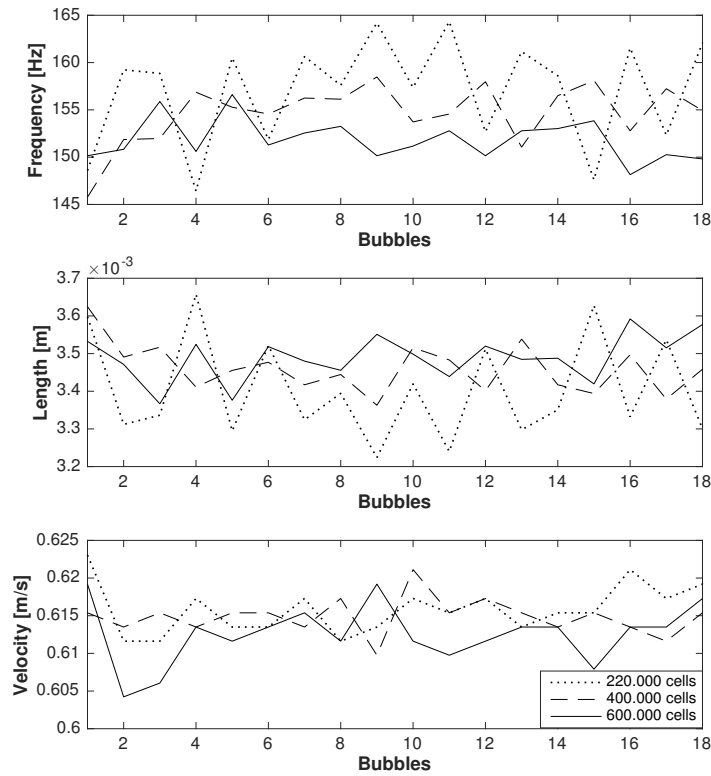 165
160
155
150
145
Frequency [Hz]
2 4 6 8 10 12 14 16 18
Bubbles
×10⁻³
3.7
3.6
3.5
3.4
3.3
3.2
Length [m]
2 4 6 8 10 12 14 16 18
Bubbles
0.625
0.62
0.615
0.61
0.605
0.6
Velocity [m/s]
220.000 cells
400.000 cells
600.000 cells
2 4 6 8 10 12 14 16 18
Bubbles